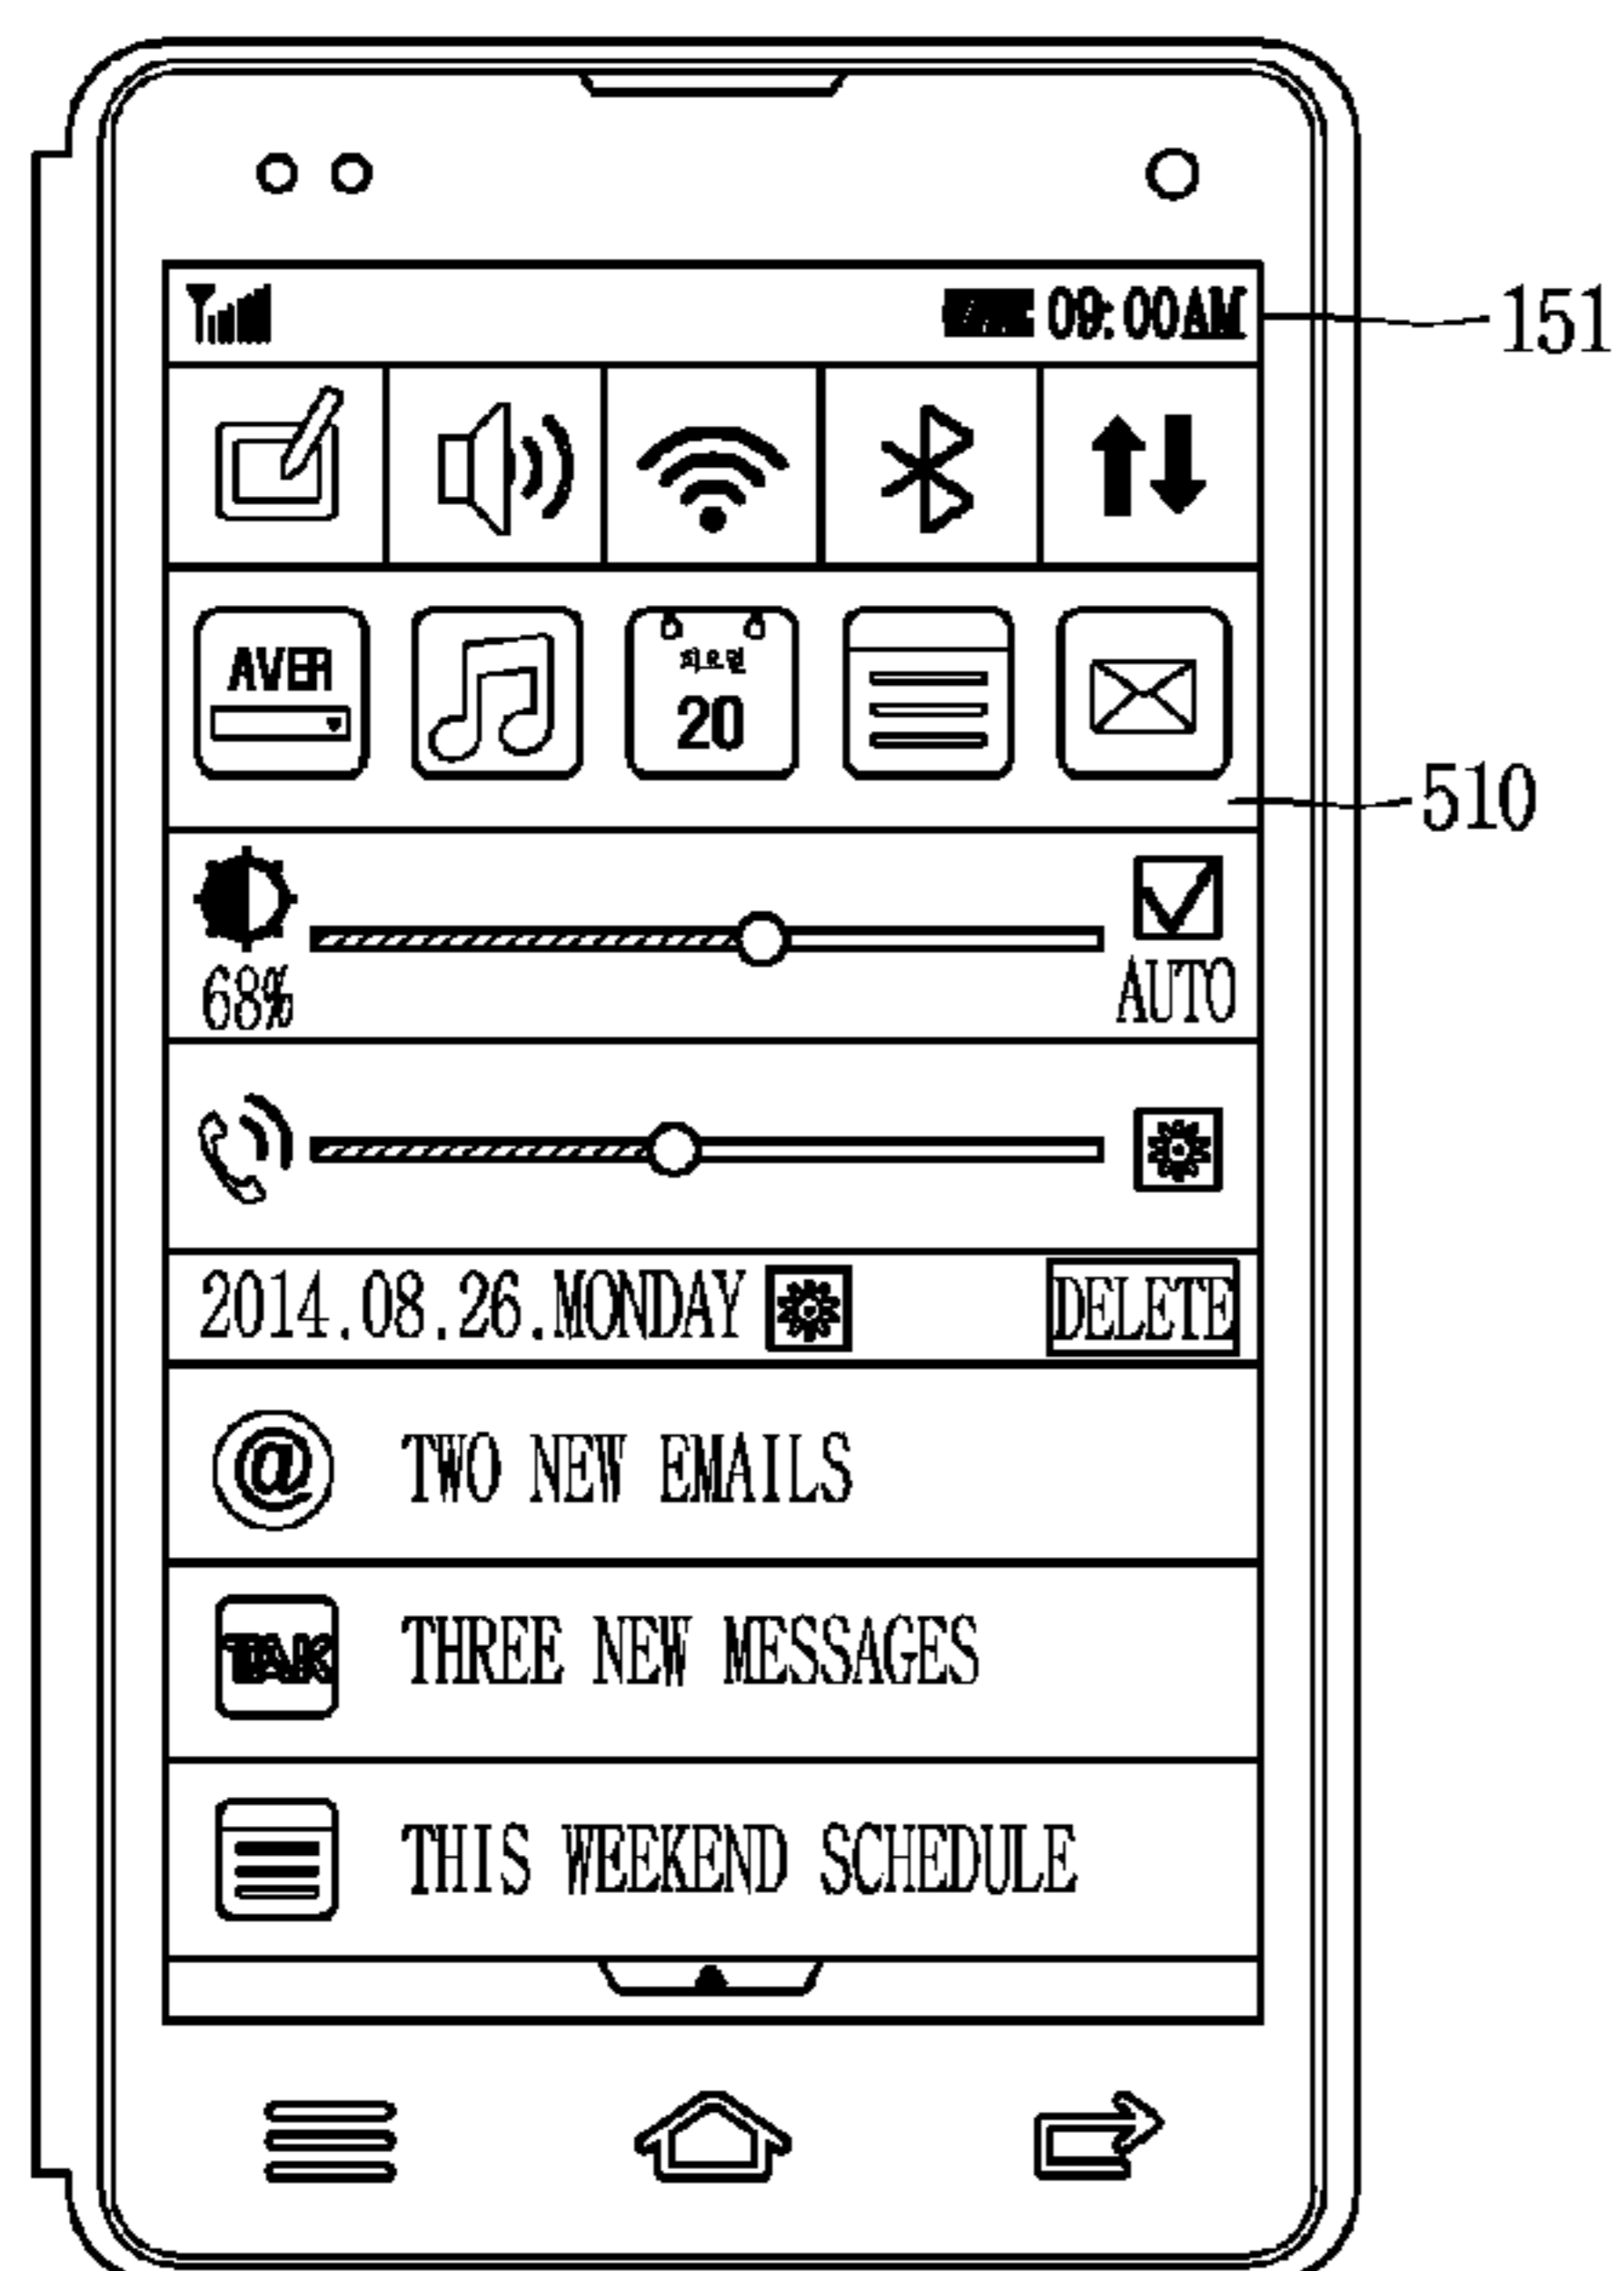 09:00AM
151
AVER
20
510
68%
AUTO
2014.08.26.MONDAY
DELETE
@ TWO NEW EMAILS
TALK THREE NEW MESSAGES
THIS WEEKEND SCHEDULE